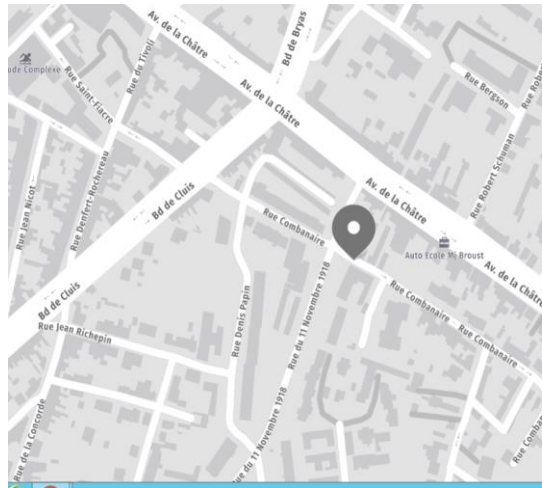 Av. de la Châtre
Bd de Bryas
Rue du Tivoli
ude Complexe
Rue Saint-Fiacre
Av. de la Châtre
Rue Bergson
Rue Rober
Rue Robert Schuman
Rue Jean Nicot
Rue Denfert-Rochereau
Bd de Cluis
Av. de la Châtre
Rue Combanaire
Auto Ecole M. Broust
Av. de la Châtre
Bd de Cluis
Rue Combanaire
Rue Jean Richepin
Rue Denis Papin
Rue du 11 Novembre 1918
Rue Combanaire
Rue de la Concorde
Rue du 11 Novembre 1918
Rue Comba